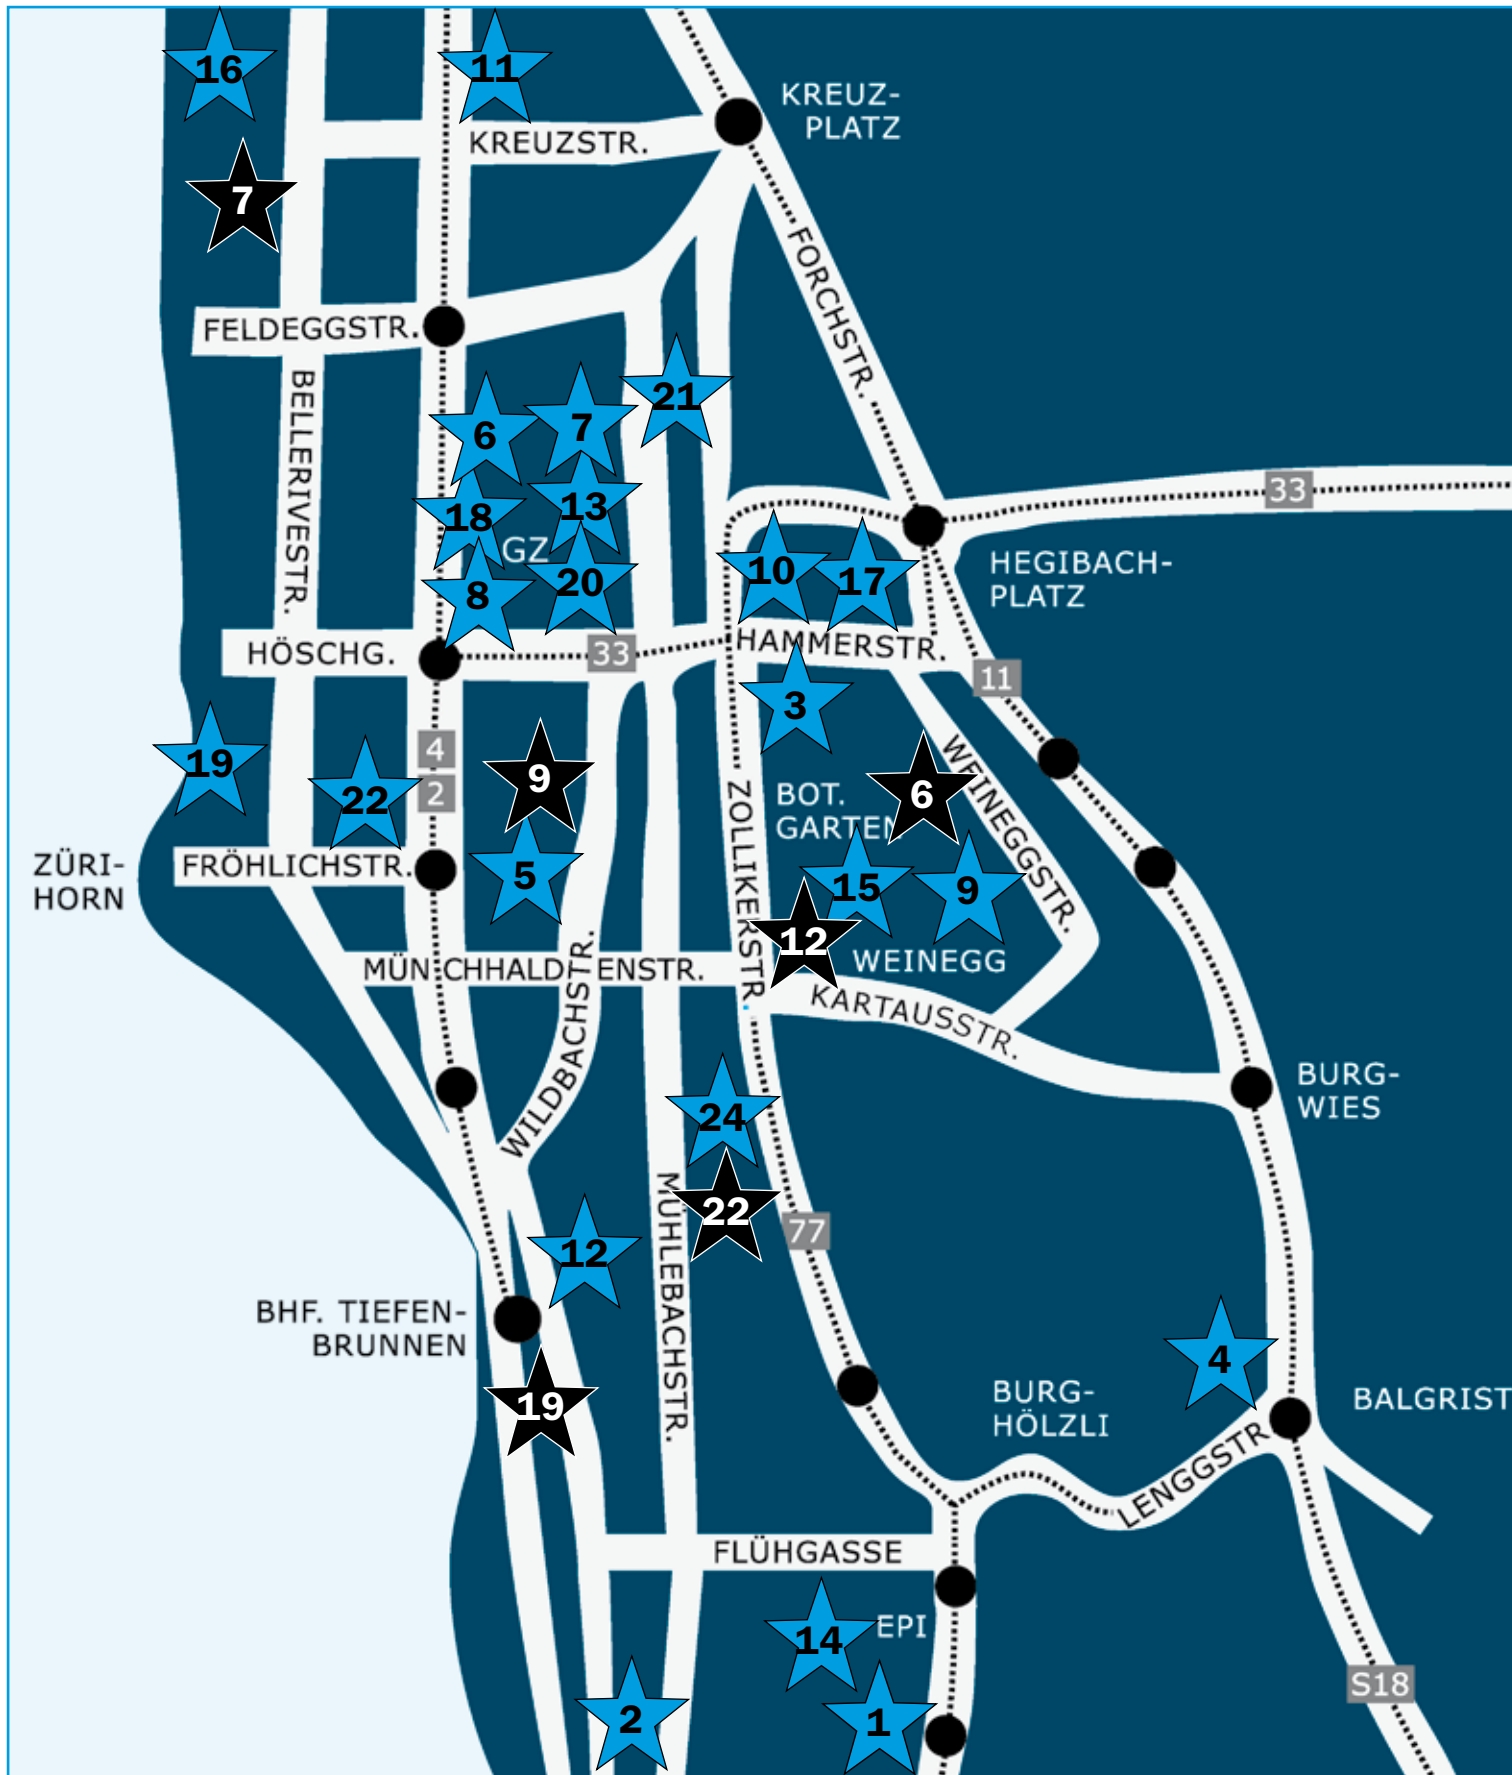 16
11
KREUZ-
PLATZ
KREUZSTR.
7
FORCHSTR.
FELDEGGSTR.
BELLERIVESTR.
21
6
7
18
13
33
GZ
8
20
10
17
HEGIBACH-
PLATZ
HÖSCHG.
33
HAMMERSTR.
11
3
19
4
22
2
9
WEINEGGSTR.
BOT.
GARTEN
6
ZOLLIKERSTR.
ZÜRI-
HORN
FRÖHLICHSTR.
5
15
9
12
WEINEGG
MÜNCHHALDENSTR.
WILDBACHSTR.
KARTAUSSTR.
BURG-
WIES
24
22
MÜHLEBACHSTR.
77
12
BHF. TIEFEN-
BRUNNEN
19
4
BURG-
HÖLZLI
BALGRIST
LENGGSTR.
FLÜHGASSE
14
EPI
S18
2
1